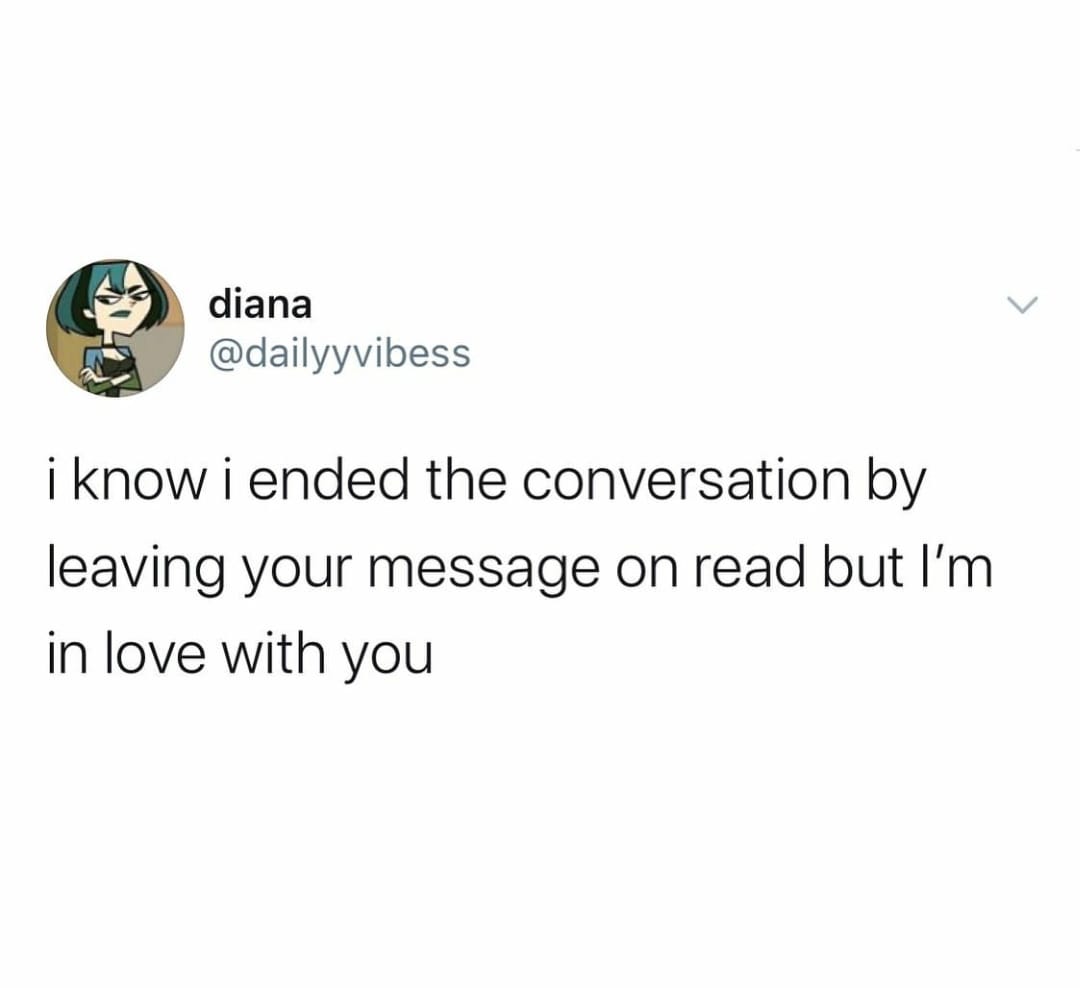 diana
@dailyyvibess
i know i ended the conversation by
leaving your message on read but I'm
in love with you